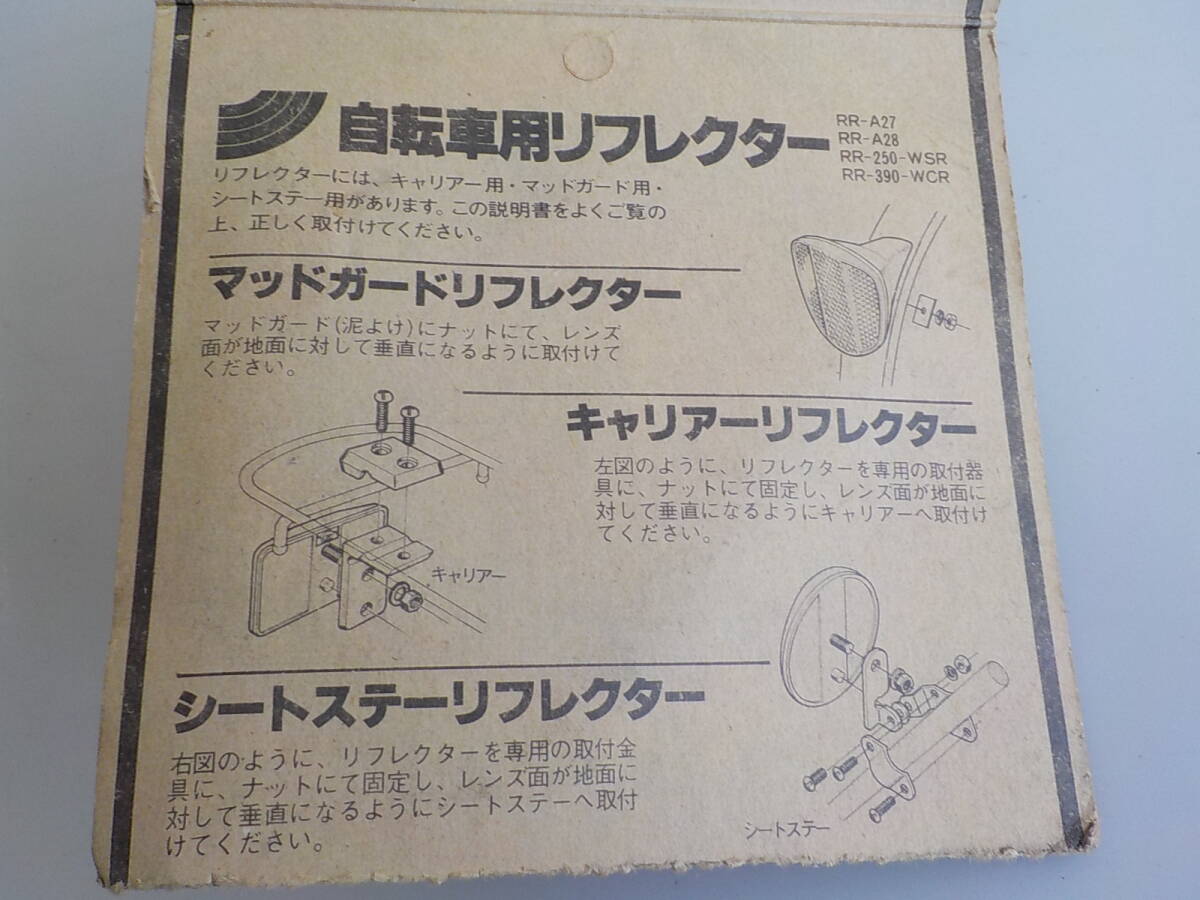 自転車用リフレクター
RR-A27
RR-A28
RR-250-WSR
RR-390-WCR
リフレクターには、キャリアー用・マッドガード用・
シートステー用があります。この説明書をよくご覧の
上、正しく取付けてください。
マッドガードリフレクター
マッドガード(泥よけ)にナットにて、レンズ
面が地面に対して垂直になるように取付けて
ください。
キャリアーリフレクター
左図のように、リフレクターを専用の取付器
具に、ナットにて固定し、レンズ面が地面に
対して垂直になるようにキャリアーへ取付け
てください。
キャリアー
シートステーリフレクター
右図のように、リフレクターを専用の取付金
具に、ナットにて固定し、レンズ面が地面に
対して垂直になるようにシートステーへ取付
けてください。
シートステー